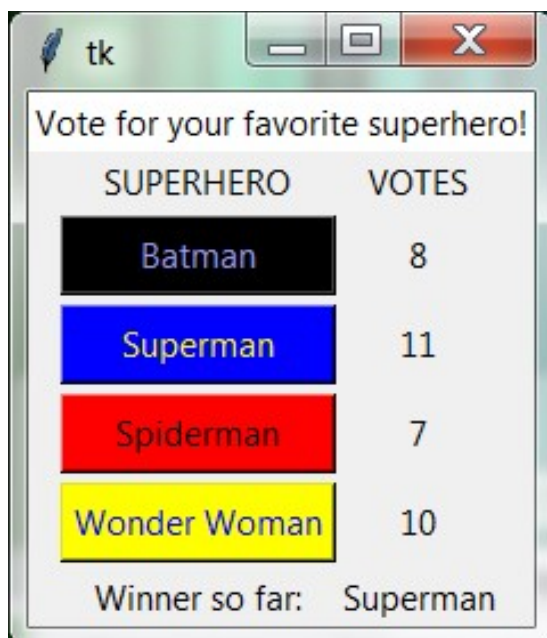 tk
Vote for your favorite superhero!
SUPERHERO VOTES
Batman 8
Superman 11
Spiderman 7
Wonder Woman 10
Winner so far: Superman